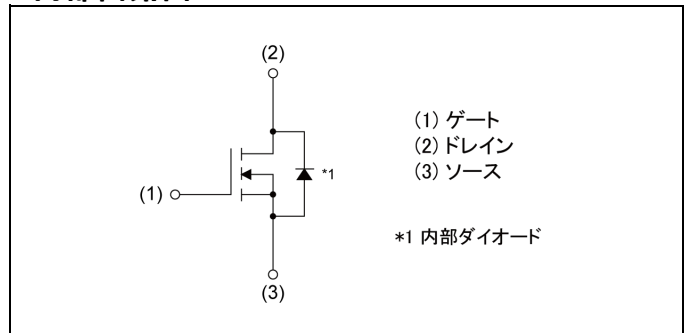 (2)
(1) ゲート
(2) ドレイン
(3) ソース
*1
(1)
*1 内部ダイオード
(3)